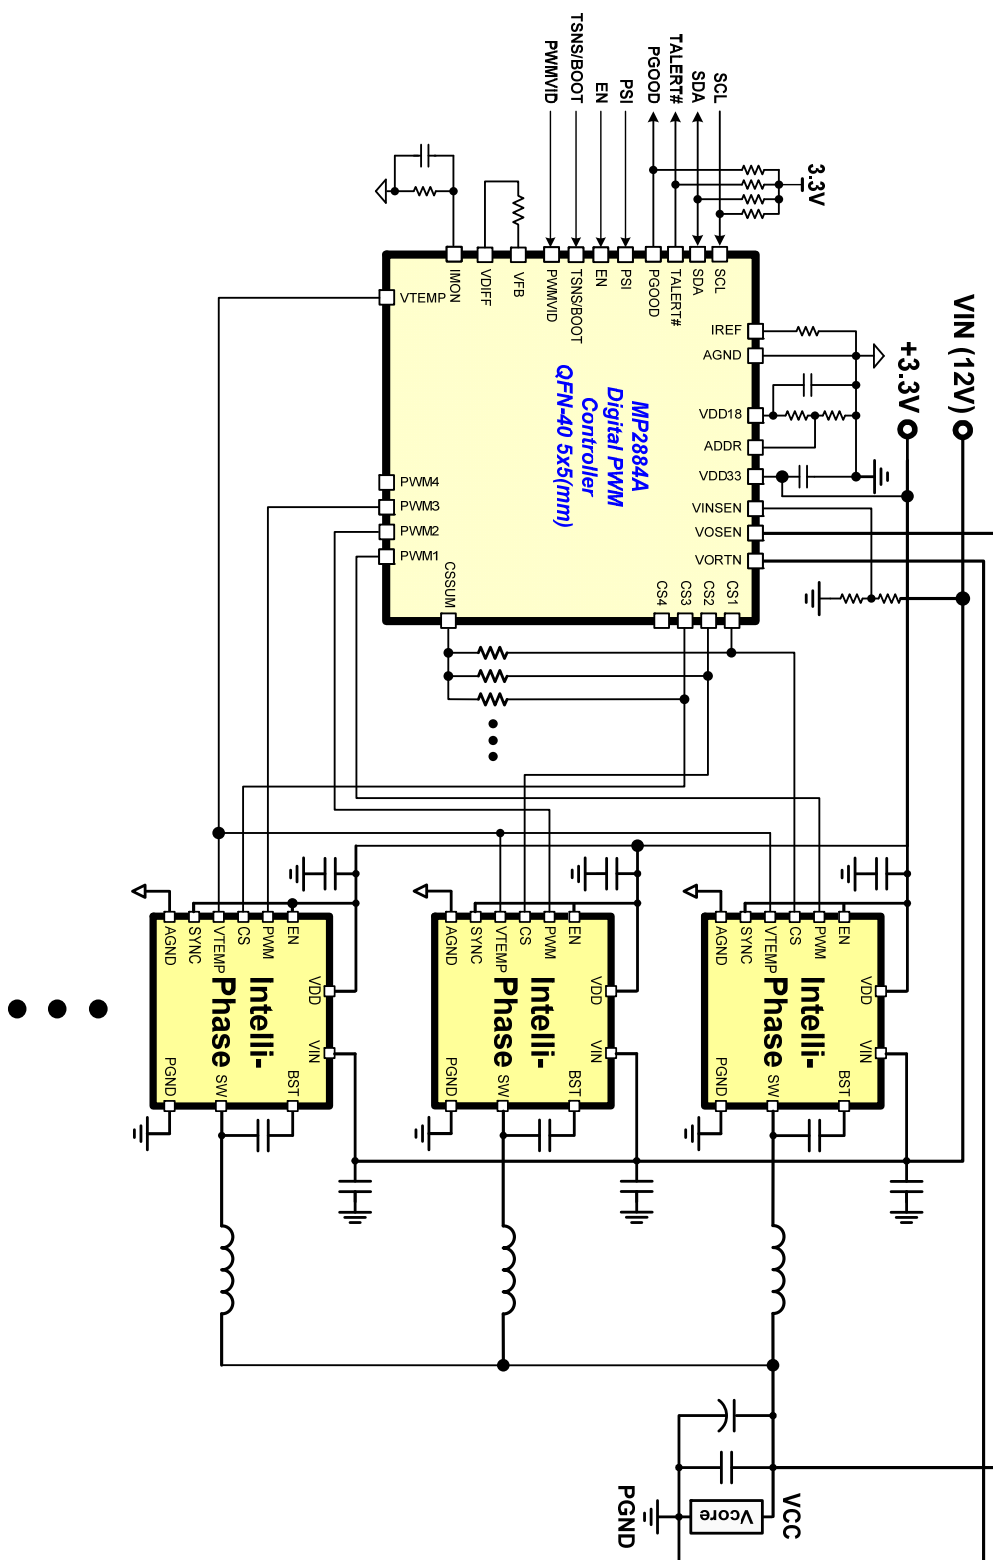 TSNS/BOOT
PWMVID
EN
PSI
PGOOD
TALERT#
SDA
SCL
3.3V
VIN (12V)
+3.3V
IMON
VDIFF
VFB
PWMVID
TSNS/BOOT
EN
PSI
PGOOD
TALERT#
SDA
SCL
VTEMP
PWM4
PWM3
PWM2
PWM1
IREF
AGND
VDD18
ADDR
VDD33
VINSEN
VOSEN
VORTN
MP2884A
Digital PWM
Controller
QFN-40 5x5(mm)
CSSUM
CS4
CS3
CS2
CS1
AGND
SYNC
VTEMP
CS
PWM
EN
VDD
VIN
Intelli-
Phase
PGND
SW
BST
AGND
SYNC
VTEMP
CS
PWM
EN
VDD
VIN
Intelli-
Phase
PGND
SW
BST
AGND
SYNC
VTEMP
CS
PWM
EN
VDD
VIN
Intelli-
Phase
PGND
SW
BST
VCC
Vcore
PGND